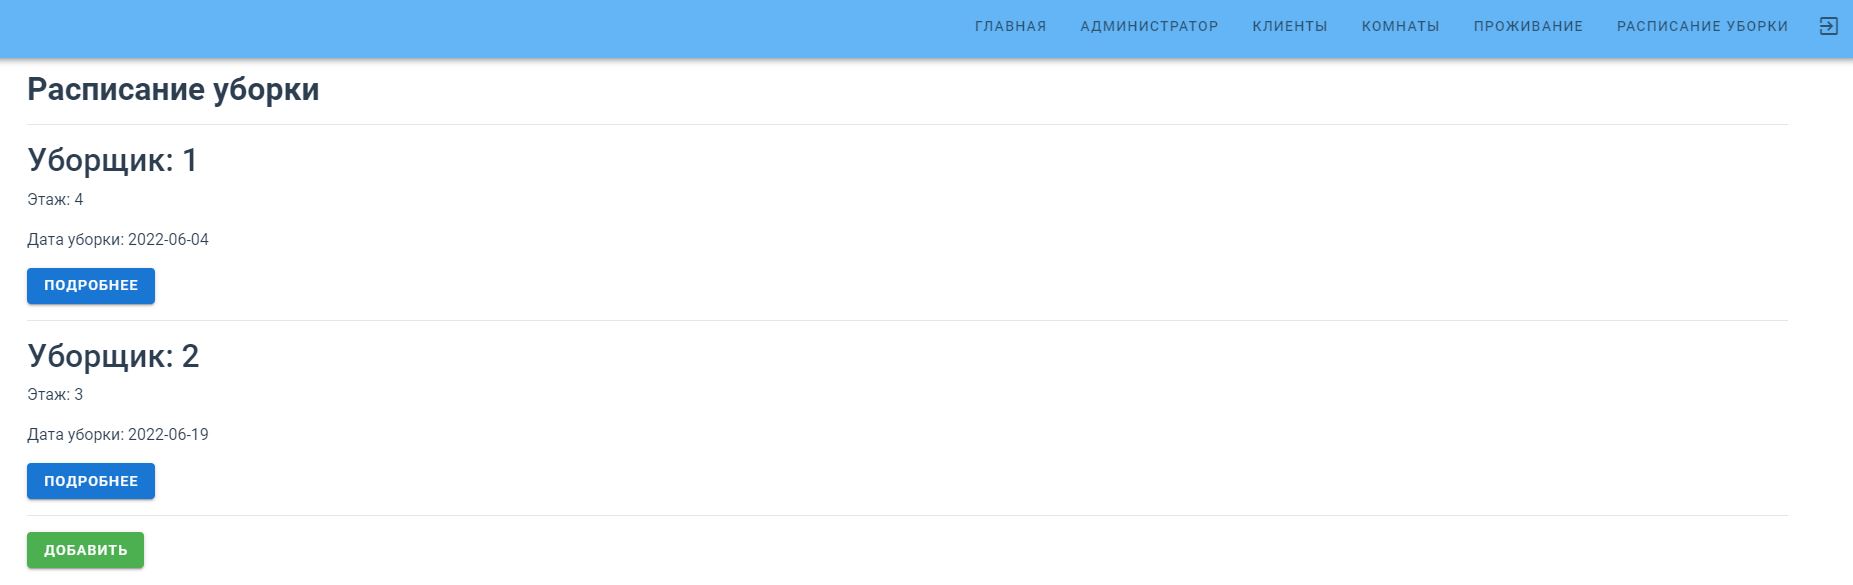 ГЛАВНАЯ АДМИНИСТРАТОР КЛИЕНТЫ КОМНАТЫ ПРОЖИВАНИЕ РАСПИСАНИЕ УБОРКИ
Расписание уборки
Уборщик: 1
Этаж: 4
Дата уборки: 2022-06-04
ПОДРОБНЕЕ
Уборщик: 2
Этаж: 3
Дата уборки: 2022-06-19
ПОДРОБНЕЕ
ДОБАВИТЬ